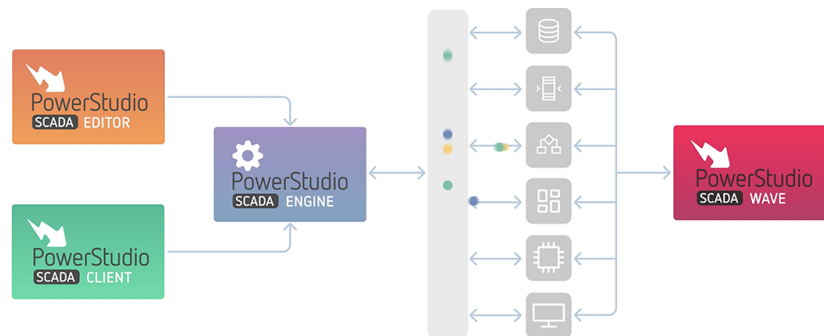 PowerStudio
SCADA EDITOR
PowerStudio
SCADA ENGINE
PowerStudio
SCADA CLIENT
PowerStudio
SCADA WAVE